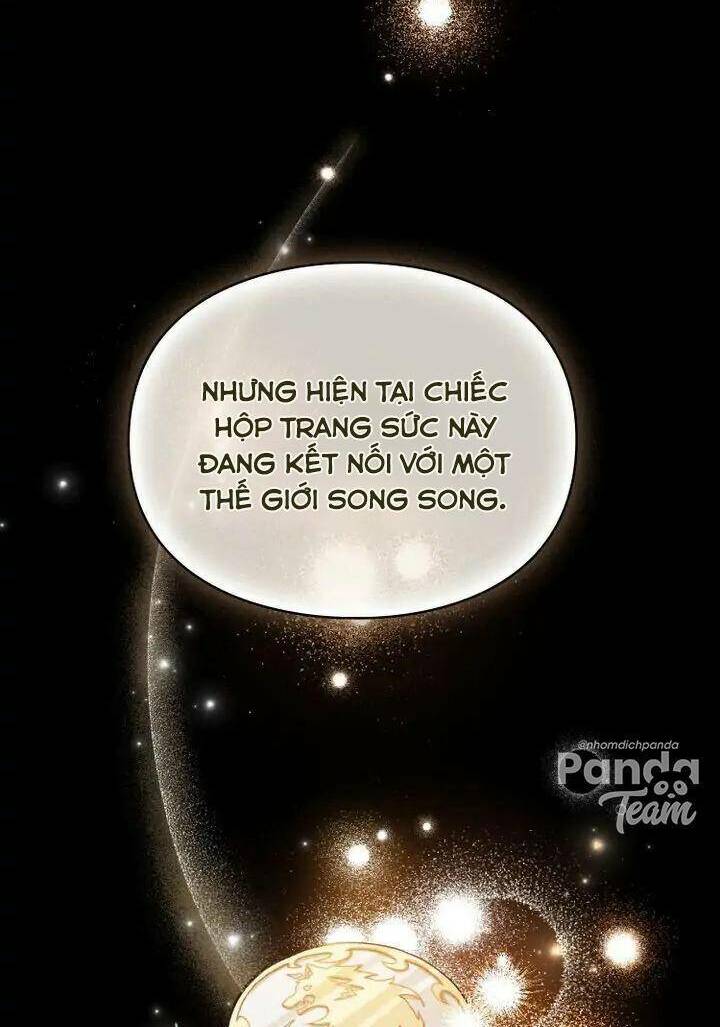 NHƯNG HIỆN TẠI CHIẾC
HỘP TRANG SỨC NÀY
ĐANG KẾT NỐI VỚI MỘT
THẾ GIỚI SONG SONG.
@nhomdichpanda
Panda
Team